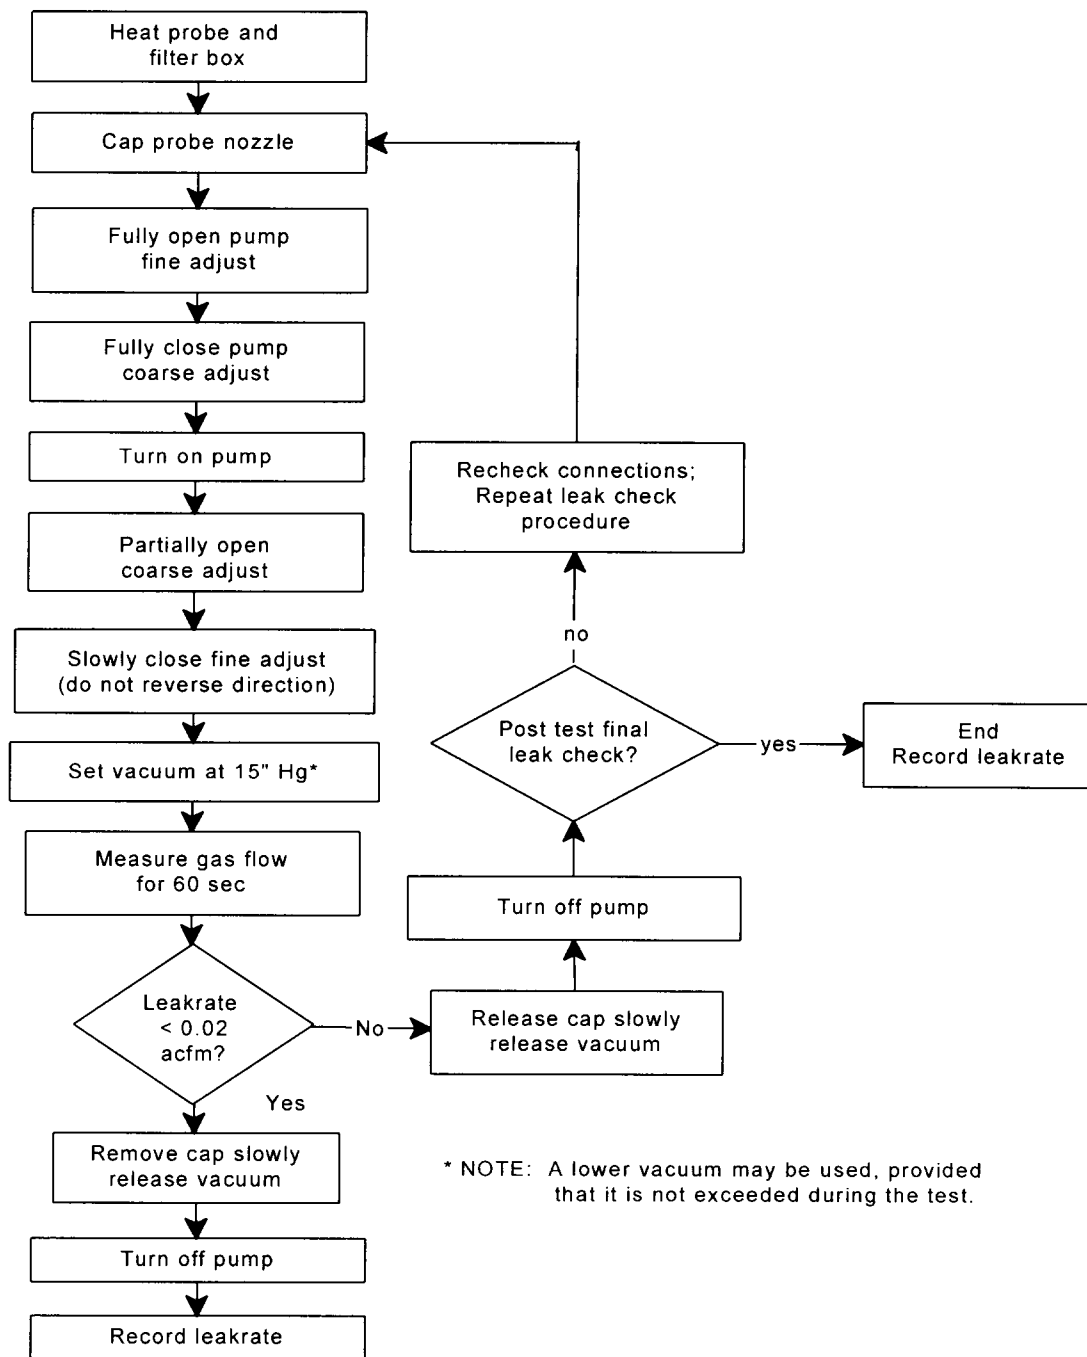 Heat probe and
filter box
Cap probe nozzle
Fully open pump
fine adjust
Fully close pump
coarse adjust
Turn on pump
Partially open
coarse adjust
Slowly close fine adjust
(do not reverse direction)
Set vacuum at 15" Hg*
Measure gas flow
for 60 sec
Leakrate
< 0.02
acfm?
No
Yes
Remove cap slowly
release vacuum
Turn off pump
Record leakrate
Release cap slowly
release vacuum
Turn off pump
Post test final
leak check?
no
yes
Recheck connections;
Repeat leak check
procedure
End
Record leakrate
* NOTE: A lower vacuum may be used, provided
that it is not exceeded during the test.